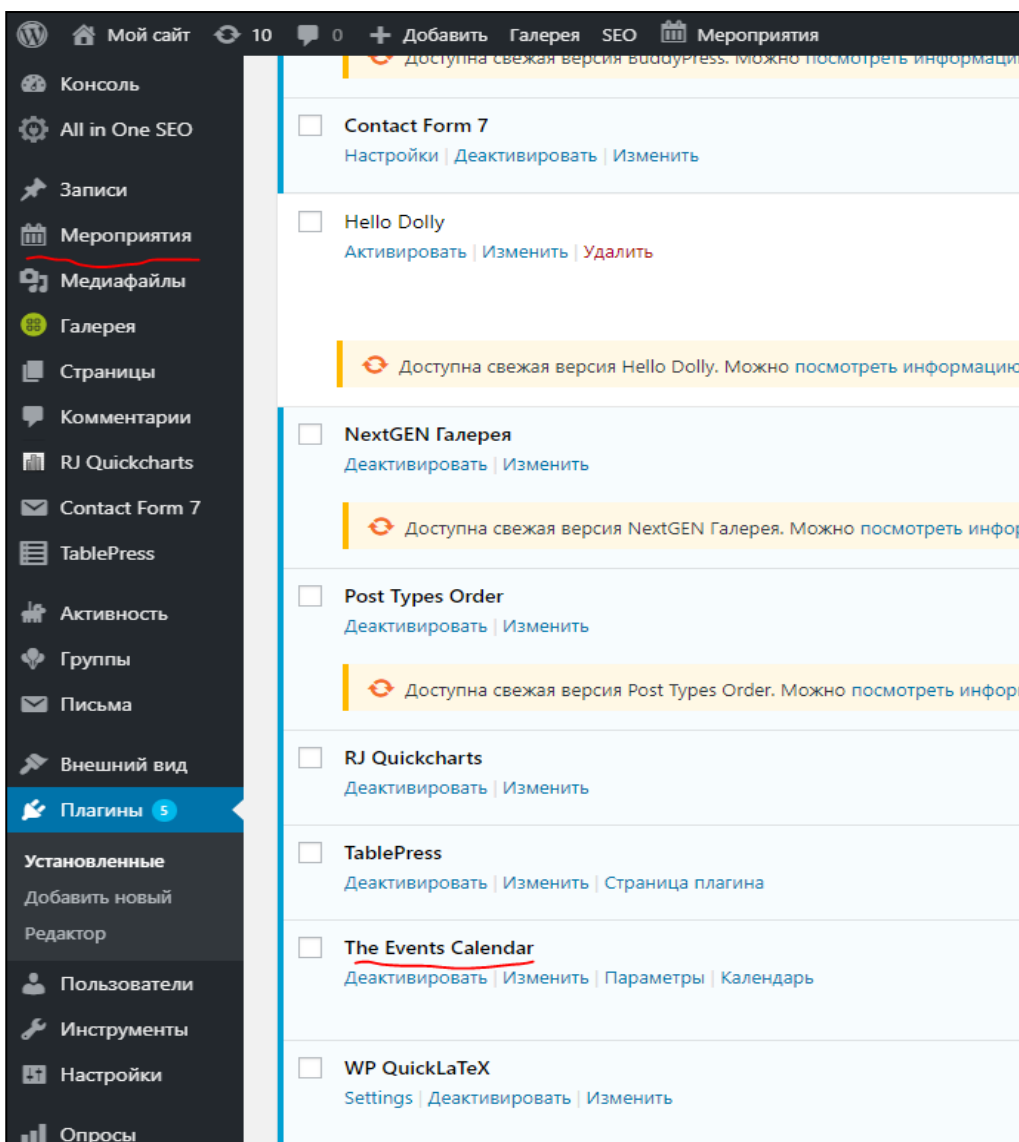 Мой сайт 10 0 + Добавить Галерея SEO Мероприятия
Консоль
All in One SEO
Записи
Мероприятия
Медиафайлы
Галерея
Страницы
Комментарии
RJ Quickcharts
Contact Form 7
TablePress
Активность
Группы
Письма
Внешний вид
Плагины 5
Установленные
Добавить новый
Редактор
Пользователи
Инструменты
Настройки
Опросы
Доступна свежая версия BuddyPress. Можно посмотреть информаци
Contact Form 7
Настройки | Деактивировать | Изменить
Hello Dolly
Активировать | Изменить | Удалить
Доступна свежая версия Hello Dolly. Можно посмотреть информацию
NextGEN Галерея
Деактивировать | Изменить
Доступна свежая версия NextGEN Галерея. Можно посмотреть инфор
Post Types Order
Деактивировать | Изменить
Доступна свежая версия Post Types Order. Можно посмотреть инфор
RJ Quickcharts
Деактивировать | Изменить
TablePress
Деактивировать | Изменить | Страница плагина
The Events Calendar
Деактивировать | Изменить | Параметры | Календарь
WP QuickLaTeX
Settings | Деактивировать | Изменить